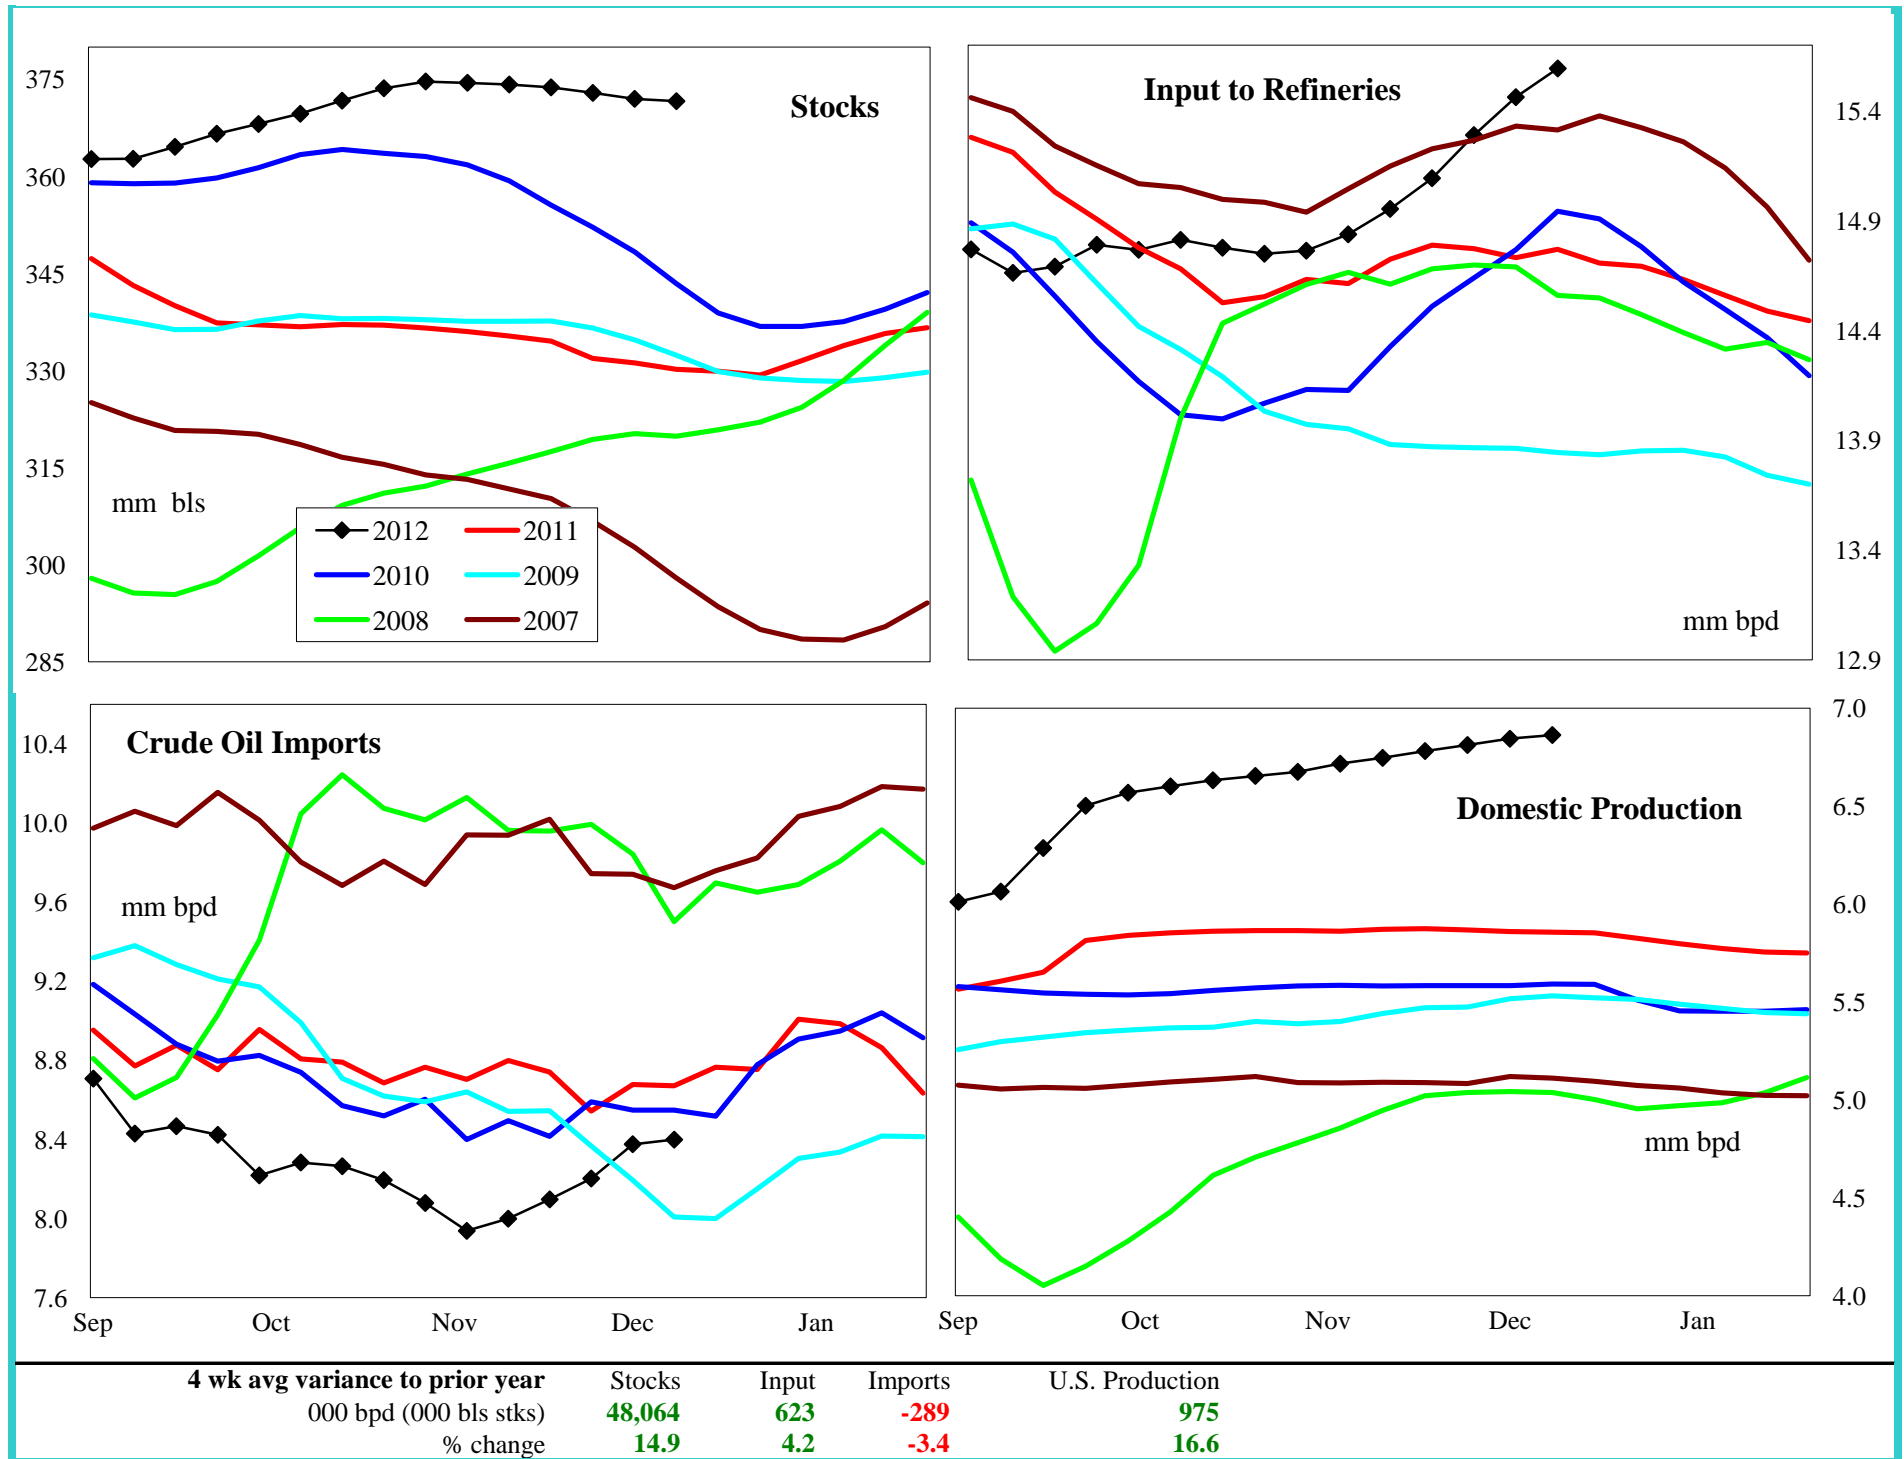 Stocks
375
360
345
330
315
300
285
mm bls
2012
2011
2010
2009
2008
2007
Input to Refineries
15.4
14.9
14.4
13.9
13.4
12.9
mm bpd
Crude Oil Imports
10.4
10.0
9.6
9.2
8.8
8.4
8.0
7.6
mm bpd
Sep Oct Nov Dec Jan
Domestic Production
7.0
6.5
6.0
5.5
5.0
4.5
4.0
mm bpd
Sep Oct Nov Dec Jan
4 wk avg variance to prior year Stocks Input Imports U.S. Production
000 bpd (000 bls stks) 48,064 623 -289 975
% change 14.9 4.2 -3.4 16.6